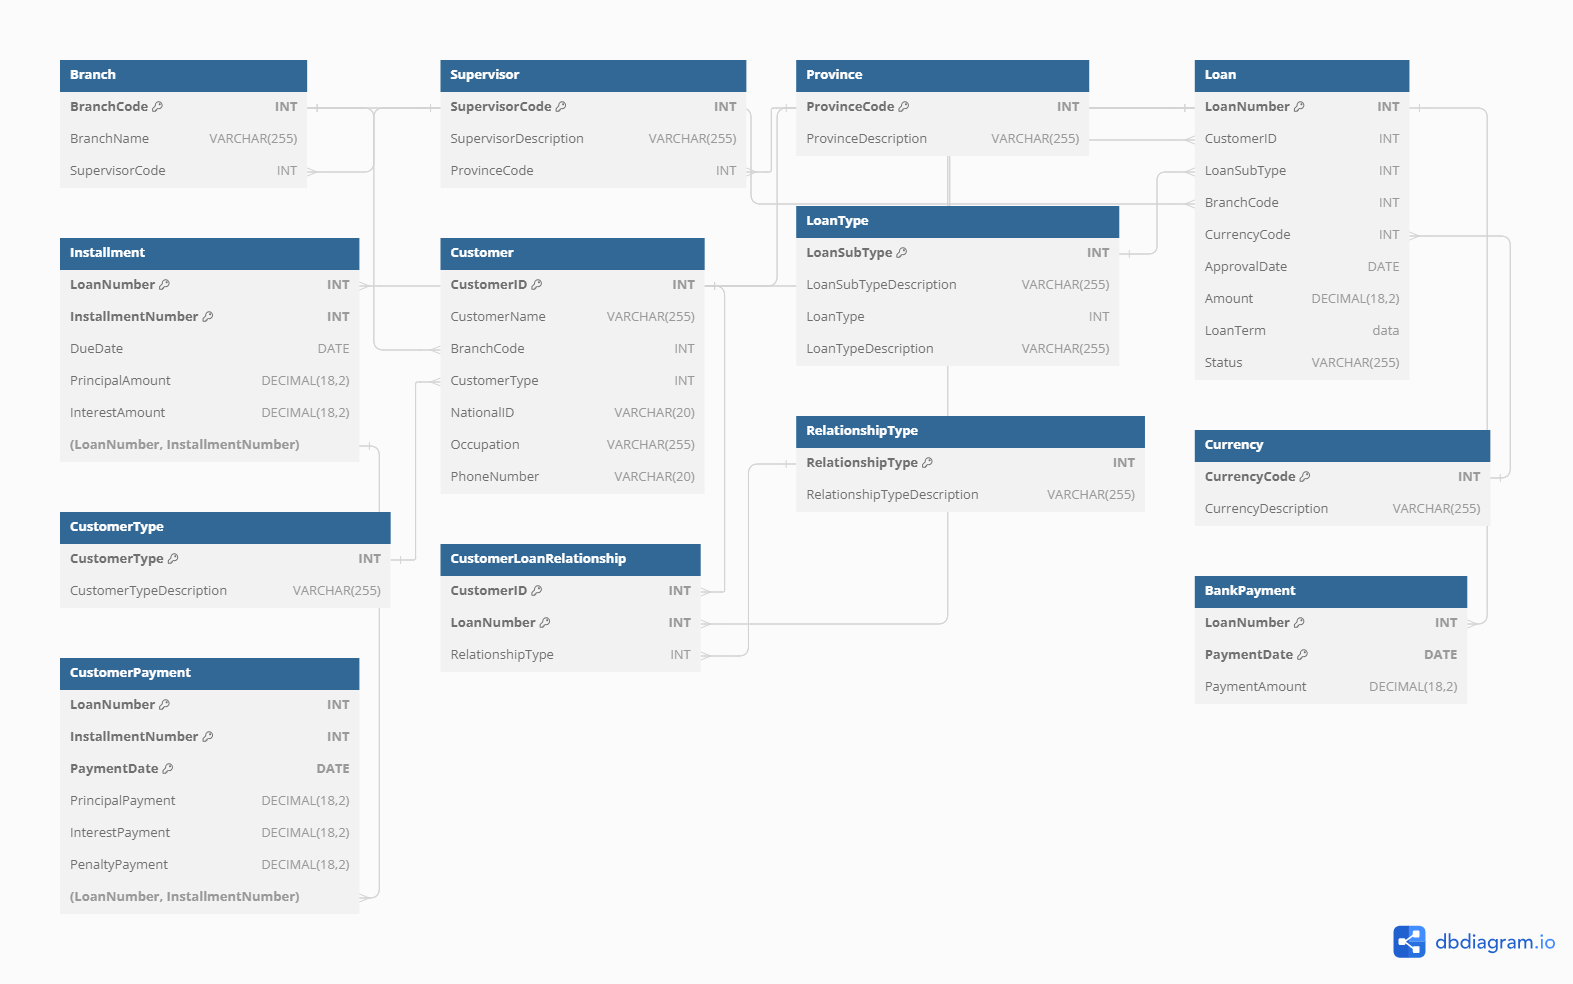 Branch
BranchCode INT
BranchName VARCHAR(255)
SupervisorCode INT
Supervisor
SupervisorCode INT
SupervisorDescription VARCHAR(255)
ProvinceCode INT
Province
ProvinceCode INT
ProvinceDescription VARCHAR(255)
Loan
LoanNumber INT
CustomerID INT
LoanSubType INT
BranchCode INT
CurrencyCode INT
ApprovalDate DATE
Amount DECIMAL(18,2)
LoanTerm data
Status VARCHAR(255)
Installment
LoanNumber INT
InstallmentNumber INT
DueDate DATE
PrincipalAmount DECIMAL(18,2)
InterestAmount DECIMAL(18,2)
(LoanNumber, InstallmentNumber)
Customer
CustomerID INT
CustomerName VARCHAR(255)
BranchCode INT
CustomerType INT
NationalID VARCHAR(20)
Occupation VARCHAR(255)
PhoneNumber VARCHAR(20)
LoanType
LoanSubType INT
LoanSubTypeDescription VARCHAR(255)
LoanType INT
LoanTypeDescription VARCHAR(255)
RelationshipType
RelationshipType INT
RelationshipTypeDescription VARCHAR(255)
Currency
CurrencyCode INT
CurrencyDescription VARCHAR(255)
CustomerType
CustomerType INT
CustomerTypeDescription VARCHAR(255)
CustomerLoanRelationship
CustomerID INT
LoanNumber INT
RelationshipType INT
BankPayment
LoanNumber INT
PaymentDate DATE
PaymentAmount DECIMAL(18,2)
CustomerPayment
LoanNumber INT
InstallmentNumber INT
PaymentDate DATE
PrincipalPayment DECIMAL(18,2)
InterestPayment DECIMAL(18,2)
PenaltyPayment DECIMAL(18,2)
(LoanNumber, InstallmentNumber)
dbdiagram.io